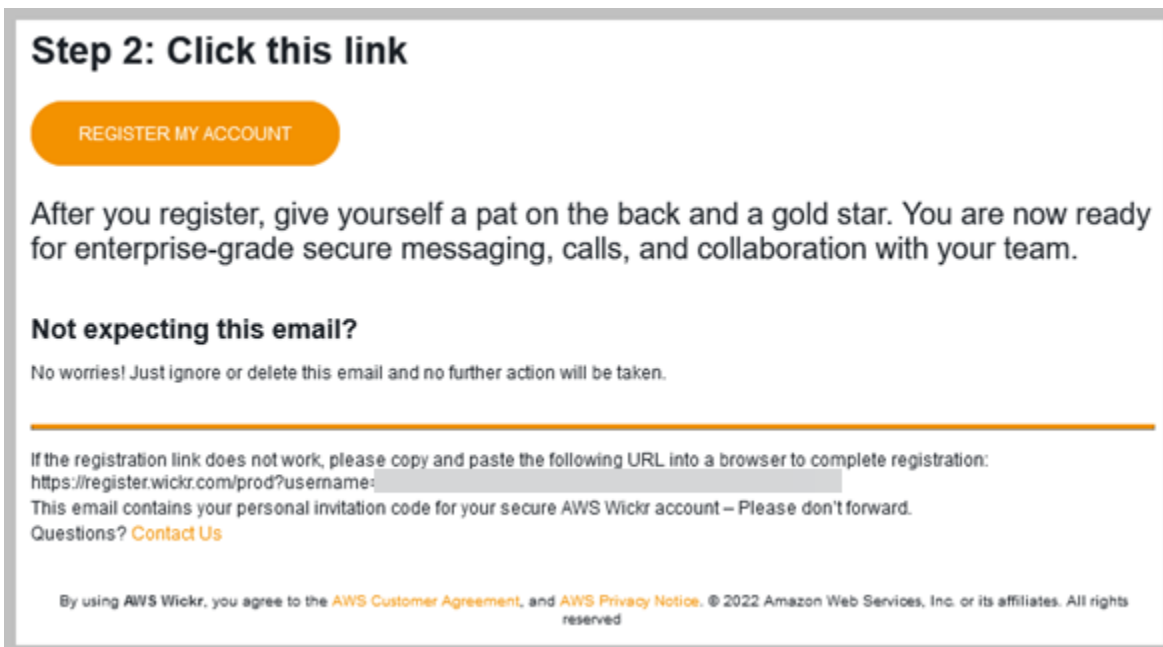 Step 2: Click this link
REGISTER MY ACCOUNT
After you register, give yourself a pat on the back and a gold star. You are now ready
for enterprise-grade secure messaging, calls, and collaboration with your team.
Not expecting this email?
No worries! Just ignore or delete this email and no further action will be taken.
If the registration link does not work, please copy and paste the following URL into a browser to complete registration:
https://register.wickr.com/prod?username=
This email contains your personal invitation code for your secure AWS Wickr account – Please don't forward.
Questions? Contact Us
By using AWS Wickr, you agree to the AWS Customer Agreement, and AWS Privacy Notice. © 2022 Amazon Web Services, Inc. or its affiliates. All rights
reserved